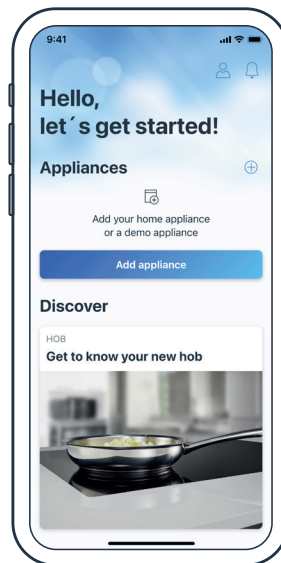 9:41
Hello,
let´s get started!
Appliances
Add your home appliance
or a demo appliance
Add appliance
Discover
HOB
Get to know your new hob